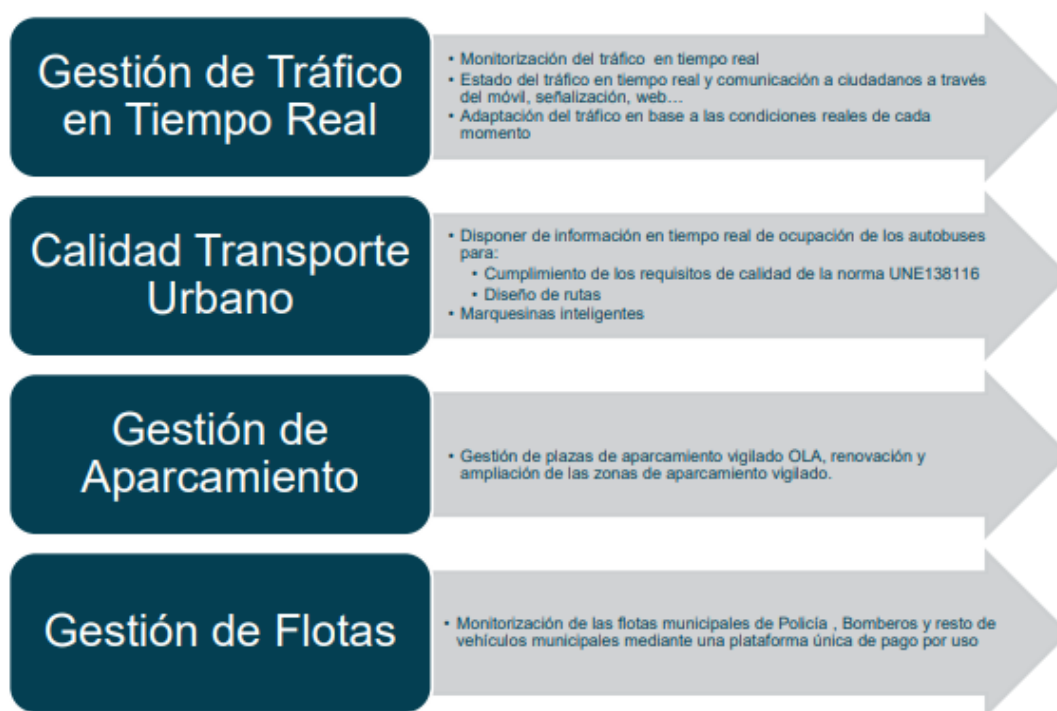 Gestión de Tráfico
en Tiempo Real
• Monitorización del tráfico en tiempo real
• Estado del tráfico en tiempo real y comunicación a ciudadanos a través
del móvil, señalización, web…
• Adaptación del tráfico en base a las condiciones reales de cada
momento
Calidad Transporte
Urbano
• Disponer de información en tiempo real de ocupación de los autobuses
para:
• Cumplimiento de los requisitos de calidad de la norma UNE138116
• Diseño de rutas
• Marquesinas inteligentes
Gestión de
Aparcamiento
• Gestión de plazas de aparcamiento vigilado OLA, renovación y
ampliación de las zonas de aparcamiento vigilado.
Gestión de Flotas
• Monitorización de las flotas municipales de Policía , Bomberos y resto de
vehículos municipales mediante una plataforma única de pago por uso